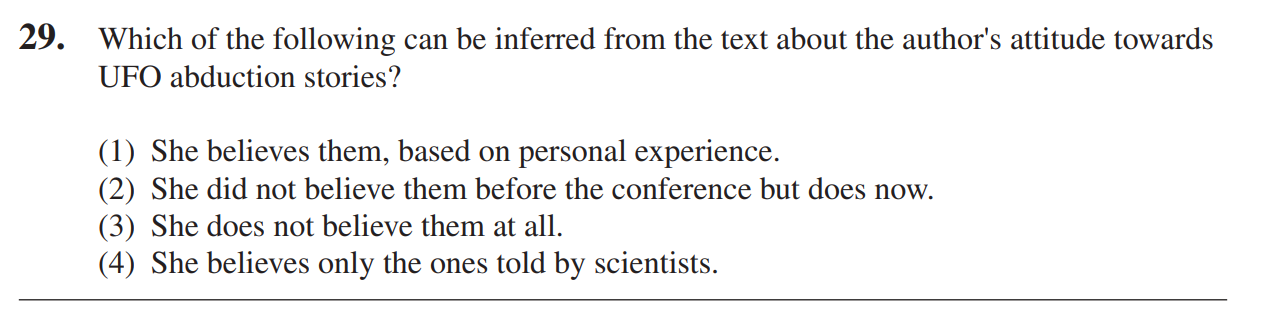 29. Which of the following can be inferred from the text about the author's attitude towards
UFO abduction stories?
(1) She believes them, based on personal experience.
(2) She did not believe them before the conference but does now.
(3) She does not believe them at all.
(4) She believes only the ones told by scientists.